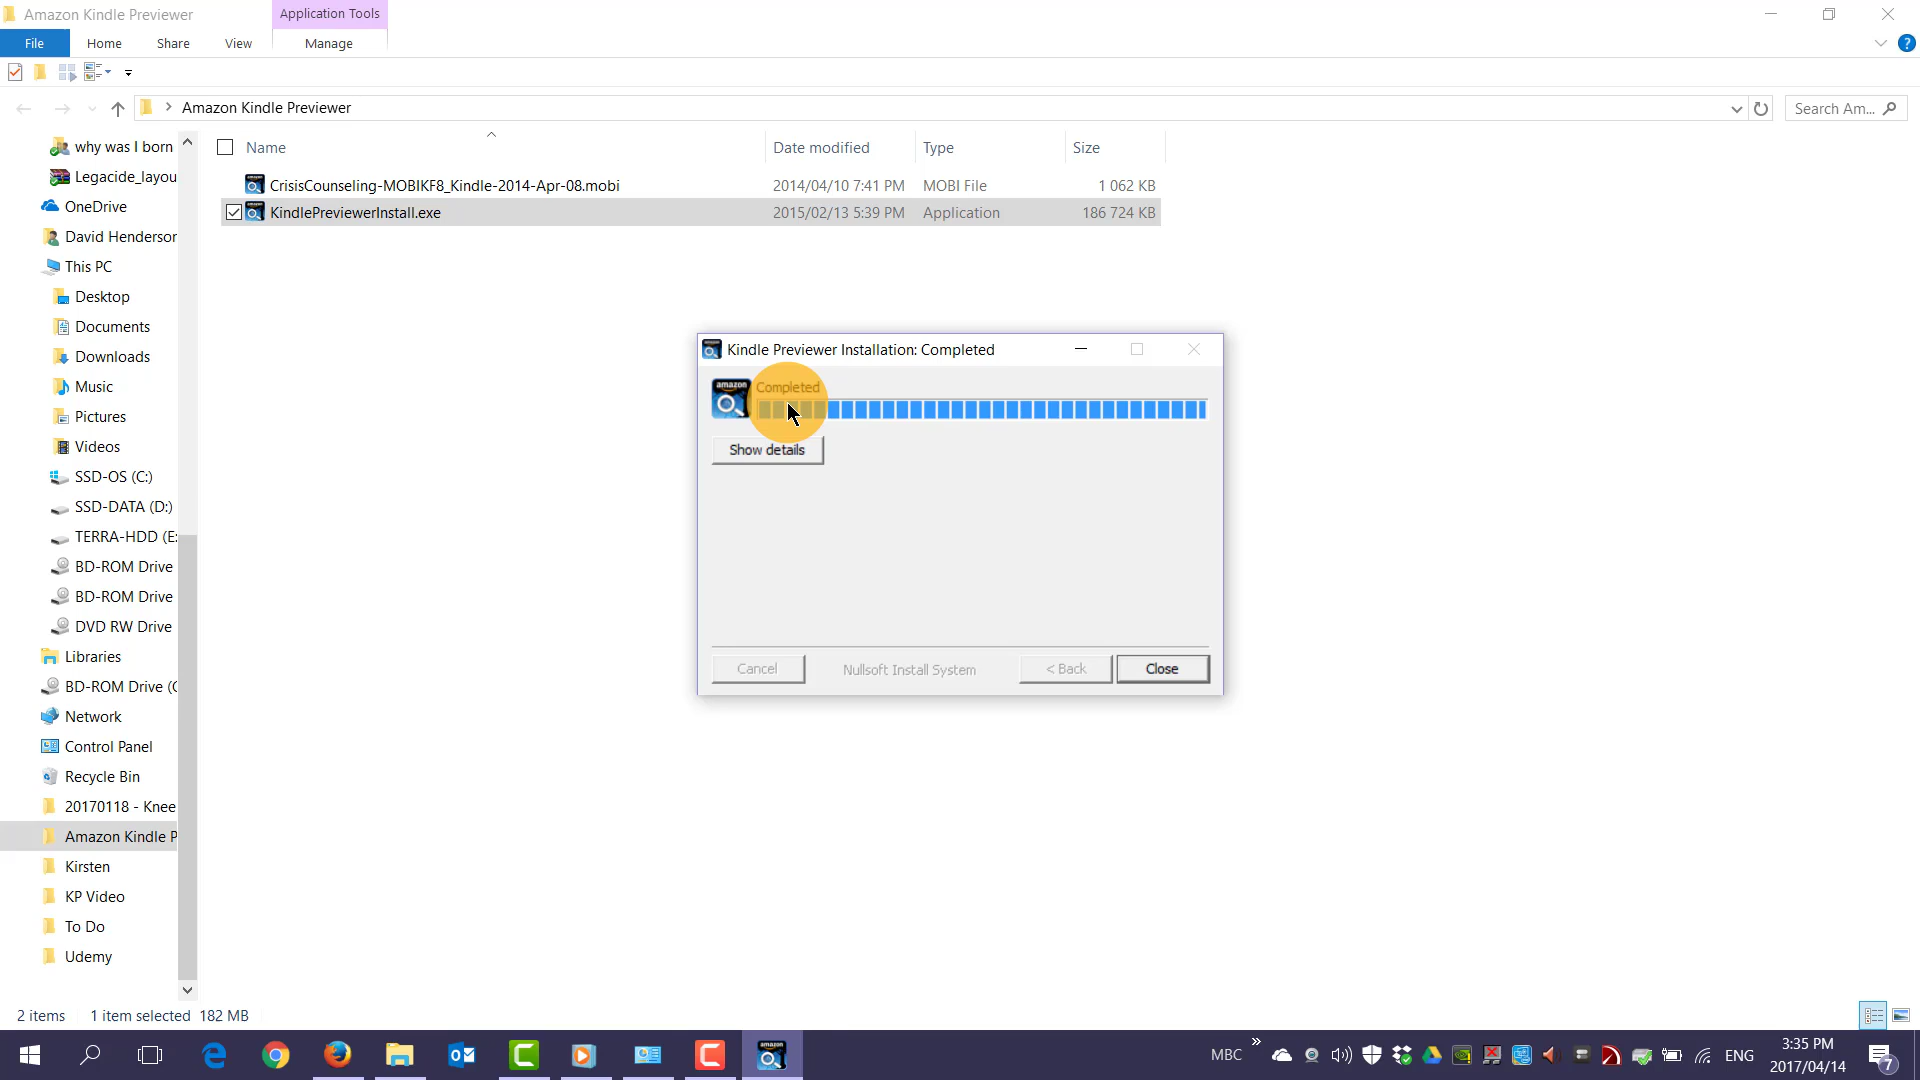 Amazon Kindle Previewer
Application Tools
File
Home
Share
View
Manage
Amazon Kindle Previewer
Search Am...
Name
Date modified
Type
Size
CrisisCounseling-MOBIKF8_Kindle-2014-Apr-08.mobi
2014/04/10 7:41 PM
MOBI File
1 062 KB
KindlePreviewerInstall.exe
2015/02/13 5:39 PM
Application
186 724 KB
why was I born
Legacide_layou
OneDrive
David Henderson
This PC
Desktop
Documents
Downloads
Music
Pictures
Videos
SSD-OS (C:)
SSD-DATA (D:)
TERRA-HDD (E:
BD-ROM Drive
BD-ROM Drive
DVD RW Drive
Libraries
BD-ROM Drive (
Network
Control Panel
Recycle Bin
20170118 - Knee
Amazon Kindle P
Kirsten
KP Video
To Do
Udemy
Kindle Previewer Installation: Completed
amazon
Completed
Show details
Cancel
Nullsoft Install System
< Back
Close
2 items
1 item selected 182 MB
amazon
MBC
ENG
3:35 PM
2017/04/14
7